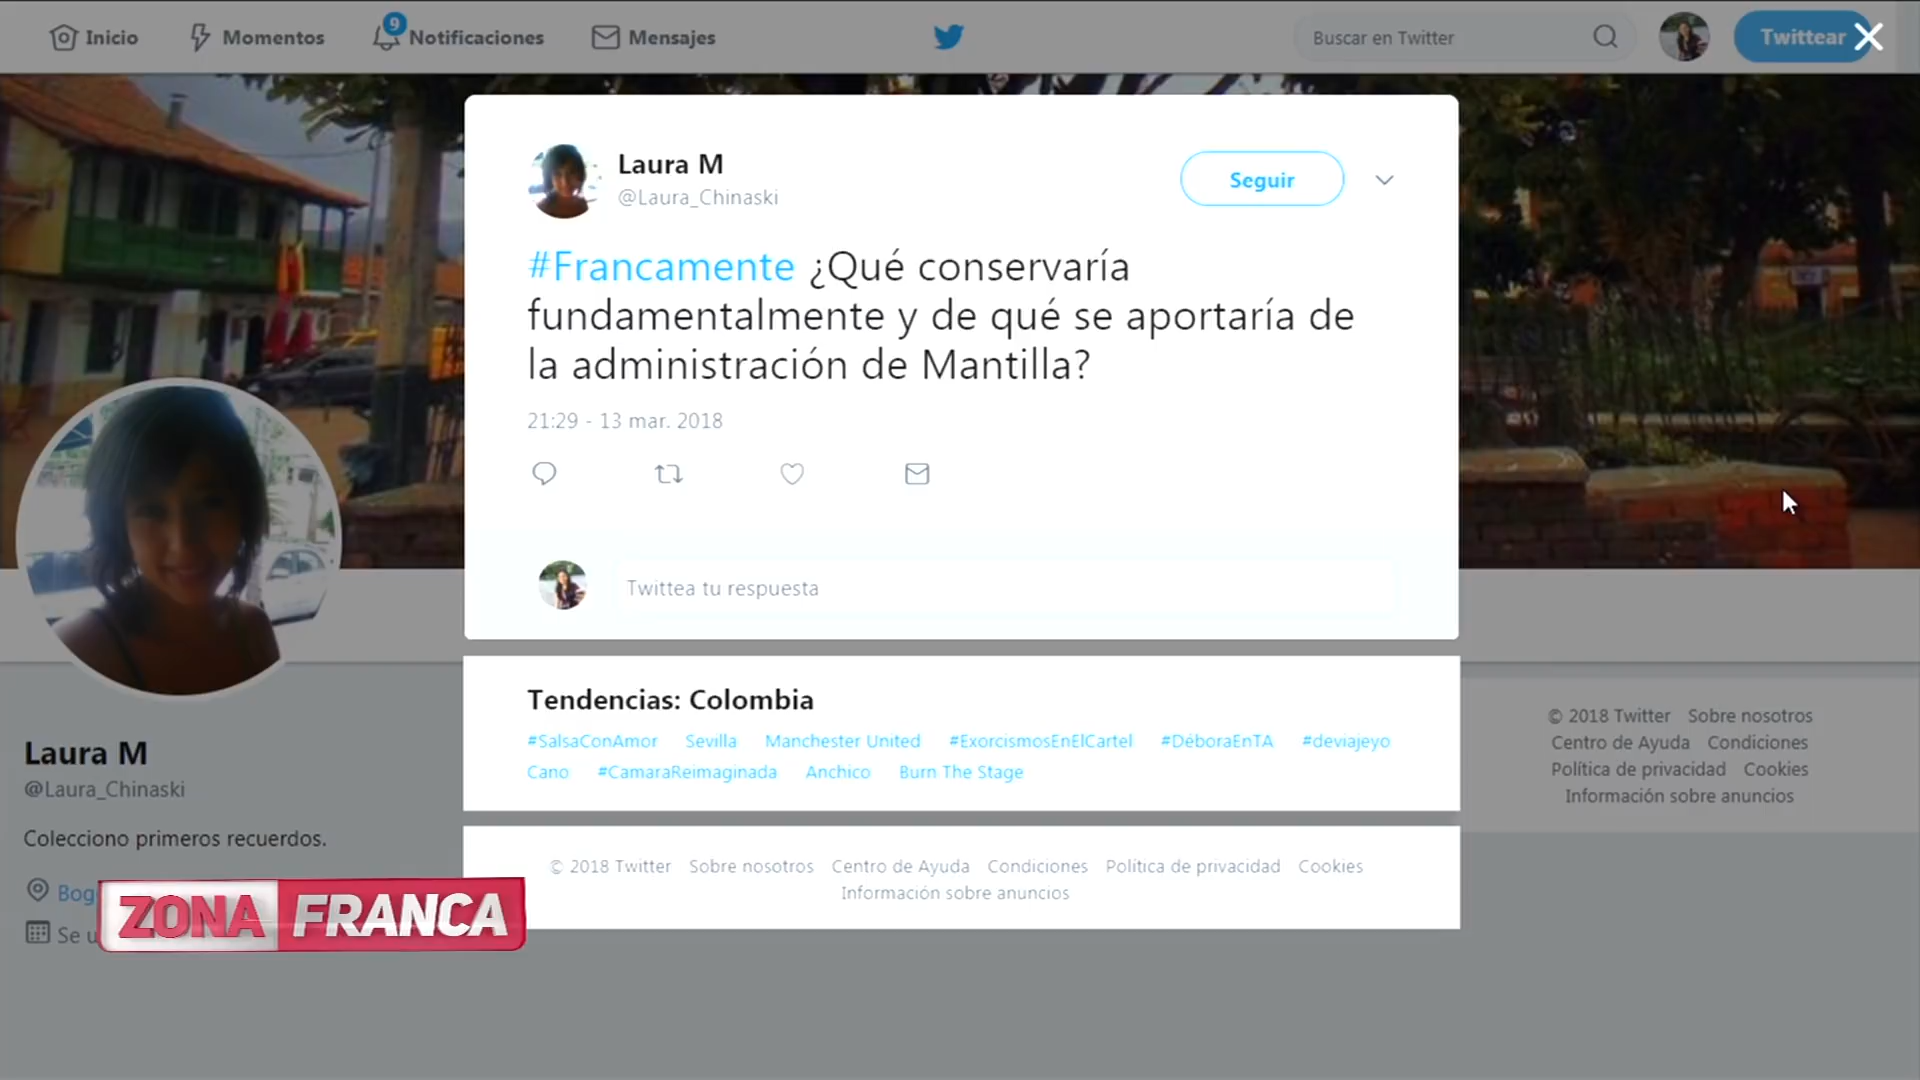 Inicio
Momentos
9
Notificaciones
Mensajes
Buscar en Twitter
Twittear
Laura M
@Laura_Chinaski
Seguir
#Francamente ¿Qué conservaría
fundamentalmente y de qué se aportaría de
la administración de Mantilla?
21:29 - 13 mar. 2018
Twittea tu respuesta
Tendencias: Colombia
#SalsaConAmor Sevilla Manchester United #ExorcismosEnElCartel #DéboraEnTA #deviajeyo
Cano #CamaraReimaginada Anchico Burn The Stage
© 2018 Twitter Sobre nosotros Centro de Ayuda Condiciones Política de privacidad Cookies
Información sobre anuncios
Laura M
@Laura_Chinaski
Colecciono primeros recuerdos.
Se
ZONA FRANCA
© 2018 Twitter Sobre nosotros
Centro de Ayuda Condiciones
Política de privacidad Cookies
Información sobre anuncios